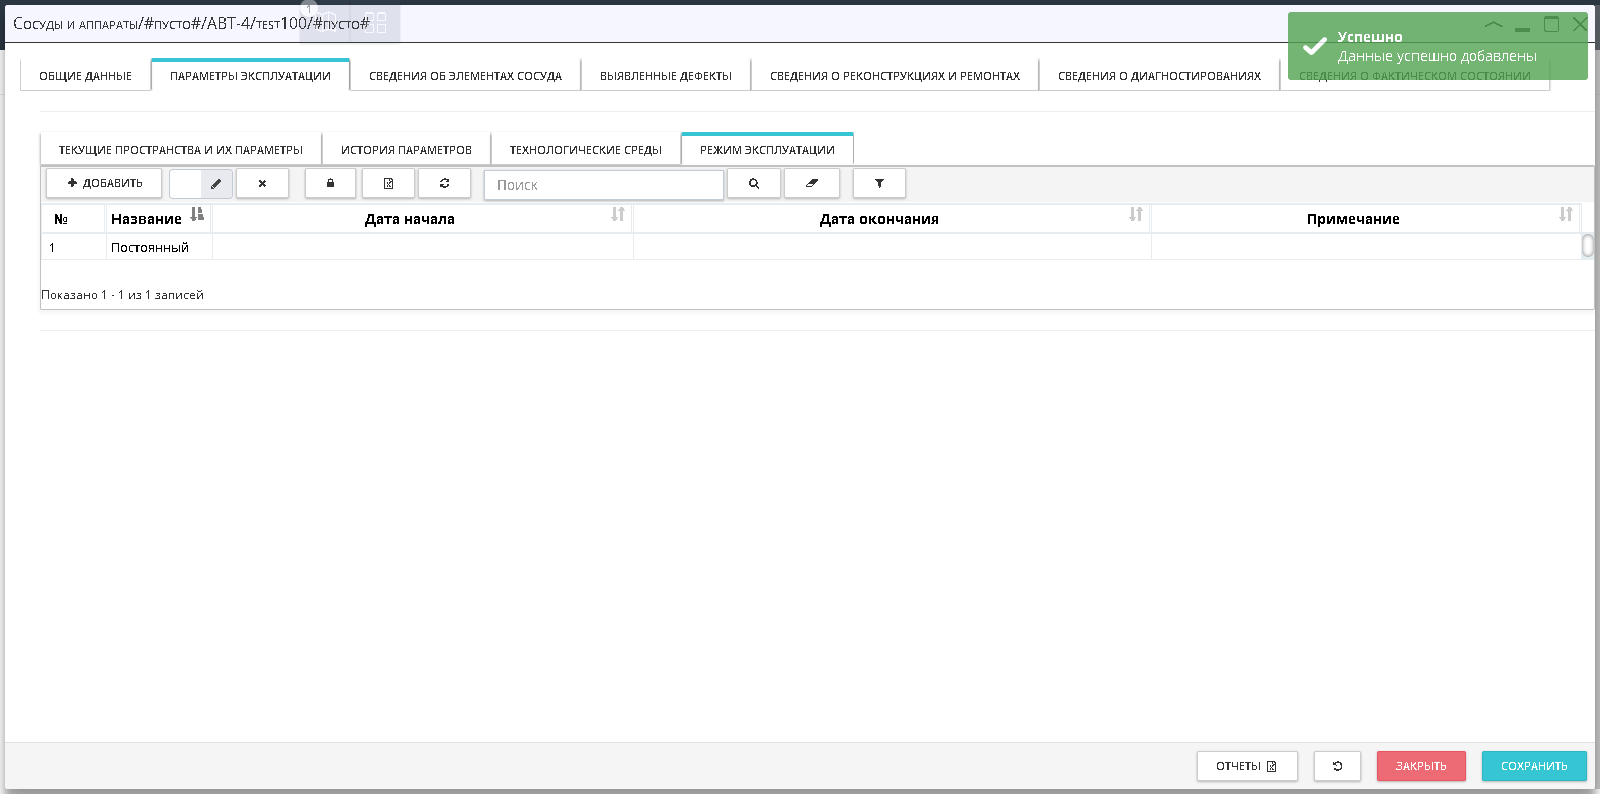 Сосуды и аппараты/#пусто#/АВТ-4/test100/#пусто#
1
Успешно
Данные успешно добавлены
ОБЩИЕ ДАННЫЕ
ПАРАМЕТРЫ ЭКСПЛУАТАЦИИ
СВЕДЕНИЯ ОБ ЭЛЕМЕНТАХ СОСУДА
ВЫЯВЛЕННЫЕ ДЕФЕКТЫ
СВЕДЕНИЯ О РЕКОНСТРУКЦИЯХ И РЕМОНТАХ
СВЕДЕНИЯ О ДИАГНОСТИРОВАНИЯХ
СВЕДЕНИЯ О ФАКТИЧЕСКОМ СОСТОЯНИИ
ТЕКУЩИЕ ПРОСТРАНСТВА И ИХ ПАРАМЕТРЫ
ИСТОРИЯ ПАРАМЕТРОВ
ТЕХНОЛОГИЧЕСКИЕ СРЕДЫ
РЕЖИМ ЭКСПЛУАТАЦИИ
ДОБАВИТЬ
Поиск
№ Название Дата начала Дата окончания Примечание
1 Постоянный
Показано 1 - 1 из 1 записей
ОТЧЕТЫ
ЗАКРЫТЬ
СОХРАНИТЬ